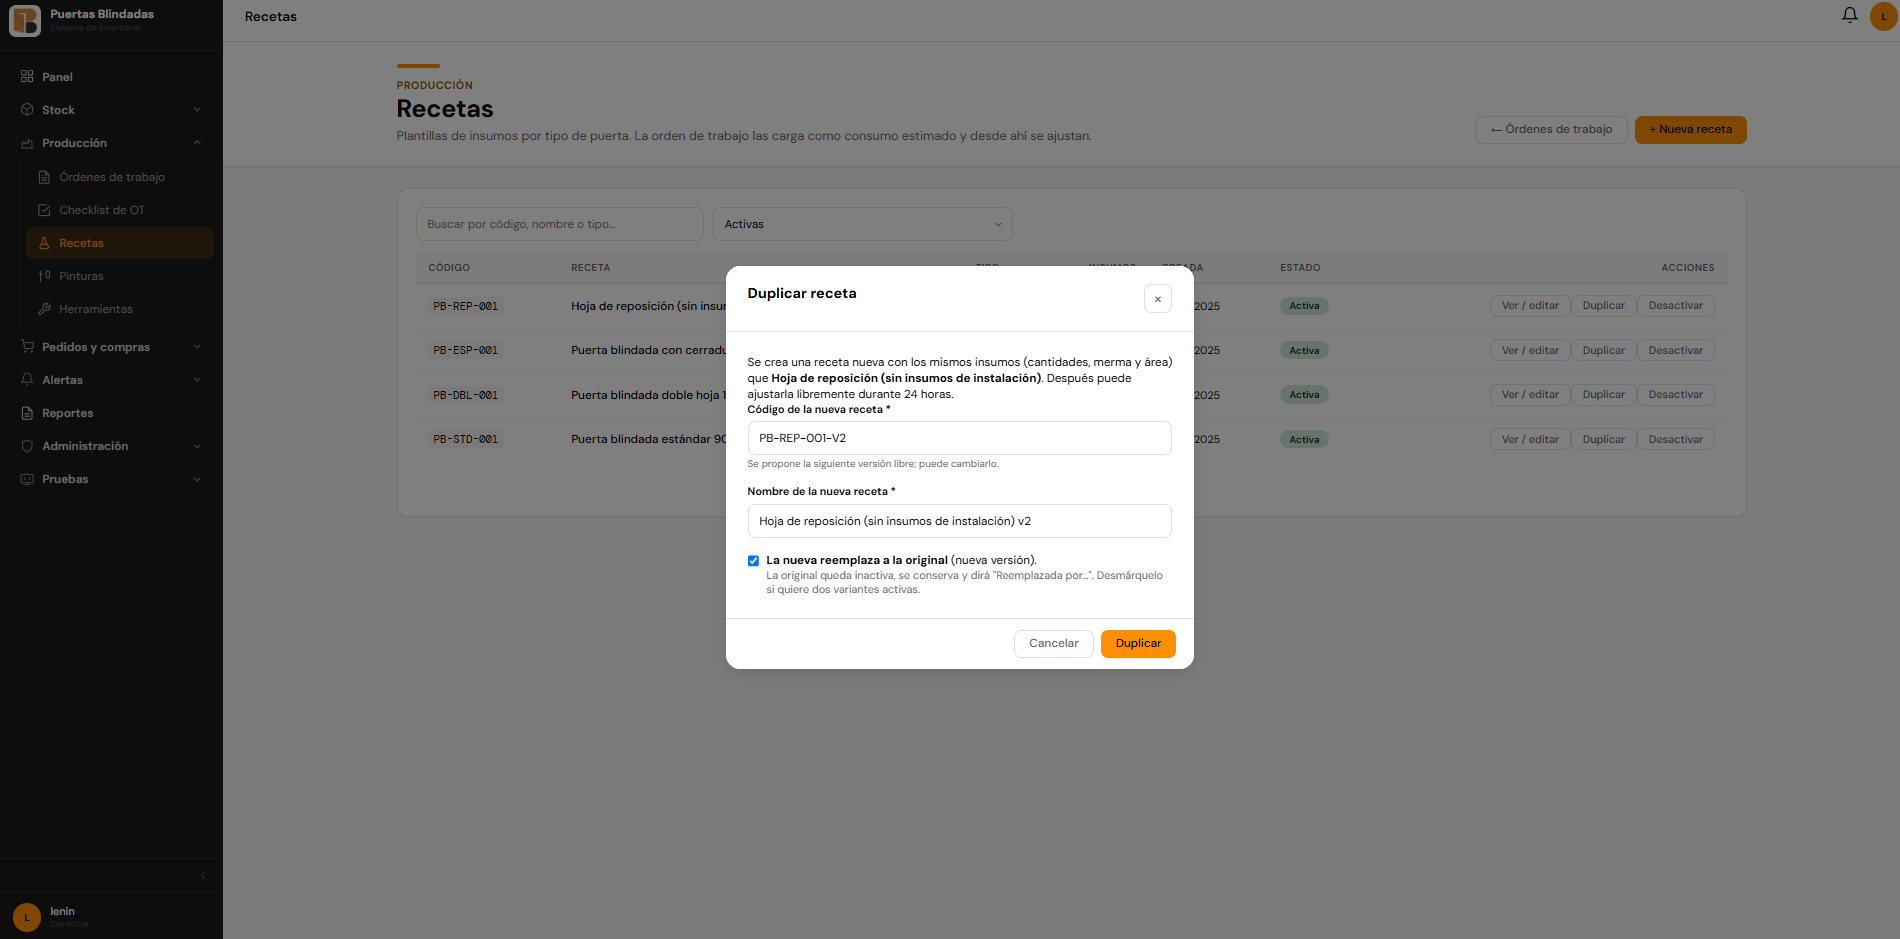 Puertas Blindadas
Sistema de Inventario
Recetas
L
Panel
Stock
Producción
Órdenes de trabajo
Checklist de OT
Recetas
Pinturas
Herramientas
Pedidos y compras
Alertas
Reportes
Administración
Pruebas
lenin
Gerencia
L
PRODUCCIÓN
Recetas
Plantillas de insumos por tipo de puerta. La orden de trabajo las carga como consumo estimado y desde ahí se ajustan.
← Órdenes de trabajo
+ Nueva receta
Buscar por código, nombre o tipo...
Activas
CÓDIGO RECETA TIPO INSUMOS CREADA ESTADO ACCIONES
PB-REP-001 Hoja de reposición (sin insum 2025 Activa Ver / editar Duplicar Desactivar
PB-ESP-001 Puerta blindada con cerradu 2025 Activa Ver / editar Duplicar Desactivar
PB-DBL-001 Puerta blindada doble hoja 1 2025 Activa Ver / editar Duplicar Desactivar
PB-STD-001 Puerta blindada estándar 90 2025 Activa Ver / editar Duplicar Desactivar
Duplicar receta
×
Se crea una receta nueva con los mismos insumos (cantidades, merma y área)
que Hoja de reposición (sin insumos de instalación). Después puede
ajustarla libremente durante 24 horas.
Código de la nueva receta *
PB-REP-001-V2
Se propone la siguiente versión libre; puede cambiarlo.
Nombre de la nueva receta *
Hoja de reposición (sin insumos de instalación) v2
La nueva reemplaza a la original (nueva versión).
La original queda inactiva, se conserva y dirá "Reemplazada por...". Desmárquelo
si quiere dos variantes activas.
Cancelar
Duplicar